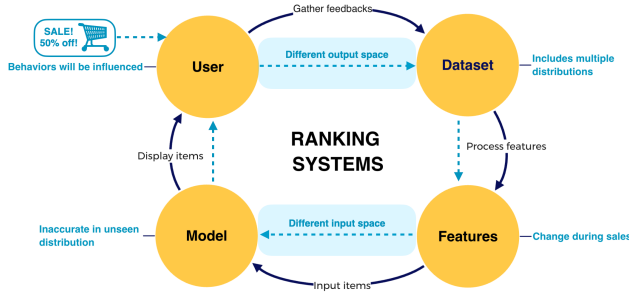 Gather feedbacks
SALE!
50% off!
Different output space
User
Dataset
Behaviors will be influenced
Includes multiple
distributions
RANKING
SYSTEMS
Display items
Process features
Inaccurate in unseen
distribution
Model
Different input space
Features
Change during sales
Input items